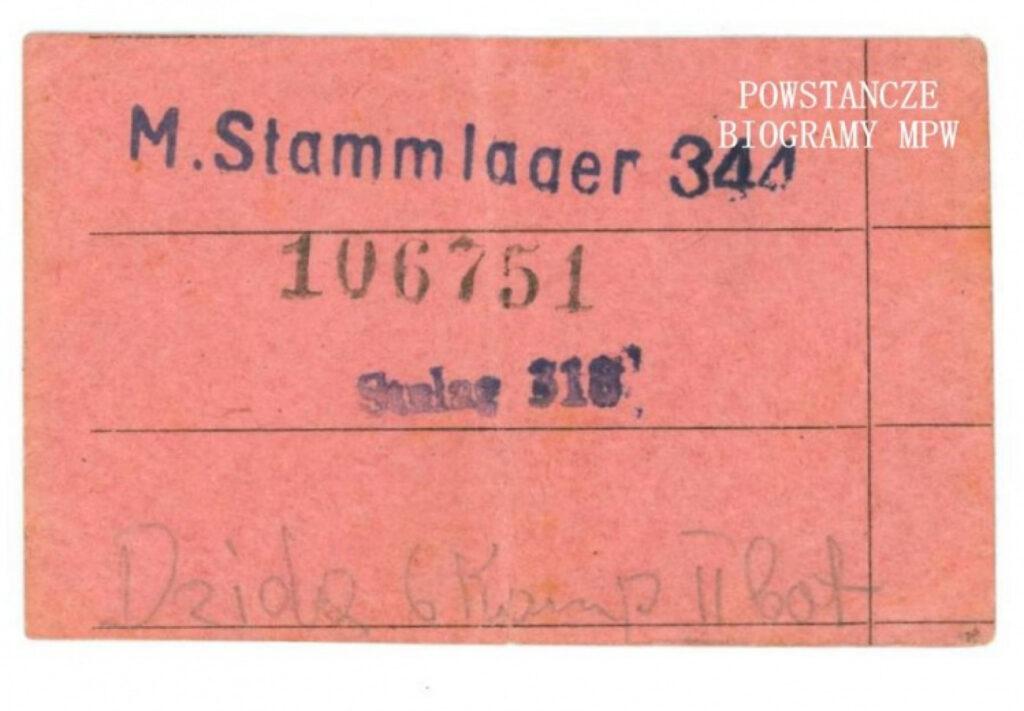 POWSTANCZE
BIOGRAMY MPW
M.Stammlager 344
106751
Stalag 318
Dzida 6 Komp II bat